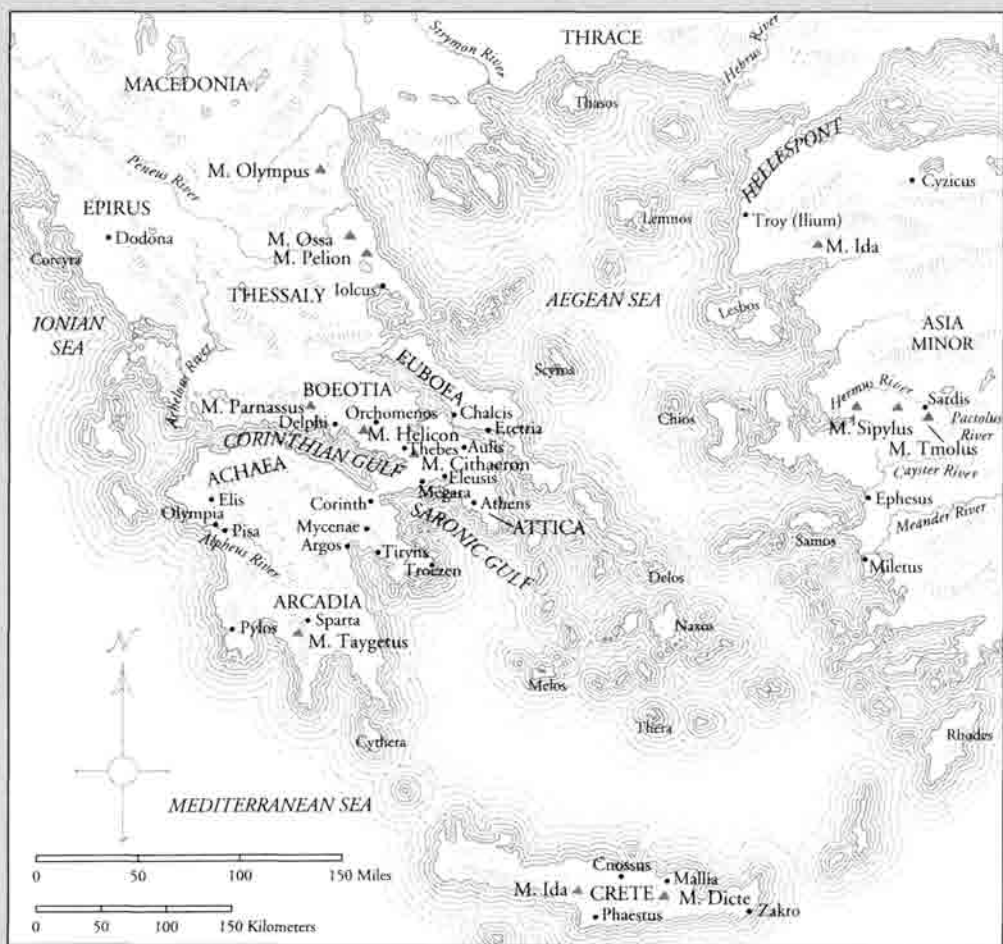 THRACE
Strymon River
Hebrus River
MACEDONIA
Thasos
HELLESPONT
Peneus River
M. Olympus
Cyzicus
EPIRUS
Dodona
Lemnos
Troy (Ilium)
M. Ossa
M. Ida
M. Pelion
Corcyra
THESSALY
Iolcus
AEGEAN SEA
Lesbos
IONIAN
SEA
ASIA
MINOR
Achelous River
EUBOEA
Scyrus
BOEOTIA
Hermus River
M. Parnassus
Orchomenos
Chalcis
Chios
Sardis
Delphi
M. Helicon
Eretria
M. Sipylus
Pactolus
River
CORINTHIAN GULF
Thebes
Aulis
M. Tmolus
ACHAEA
M. Cithaeron
Cayster River
Eleusis
Elis
Megara
Corinth
Athens
Ephesus
Olympia
Pisa
Mycenae
ATTICA
Meander River
Argos
SARONIC GULF
Samos
Alpheus River
Tiryns
Troezen
Miletus
Delos
ARCADIA
Sparta
Naxos
Pylos
M. Taygetus
N
Melos
Thera
Cythera
Rhodes
MEDITERRANEAN SEA
0 50 100 150 Miles
Cnossus
Mallia
M. Ida
CRETE
M. Dicte
Phaestus
Zakro
0 50 100 150 Kilometers